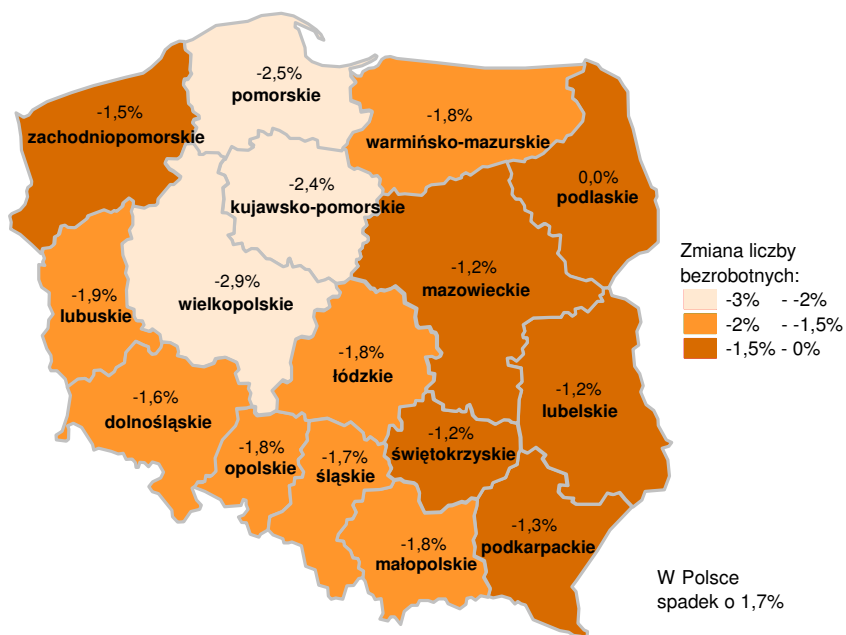 -2,5%
pomorskie
-1,5%
zachodniopomorskie
-1,8%
warmińsko-mazurskie
0,0%
podlaskie
-2,4%
kujawsko-pomorskie
-2,9%
wielkopolskie
-1,2%
mazowieckie
-1,9%
lubuskie
-1,8%
łódzkie
-1,6%
dolnośląskie
-1,2%
lubelskie
-1,8%
opolskie
-1,7%
śląskie
-1,2%
świętokrzyskie
-1,8%
małopolskie
-1,3%
podkarpackie
Zmiana liczby
bezrobotnych:
-3% - -2%
-2% - -1,5%
-1,5% - 0%
W Polsce
spadek o 1,7%